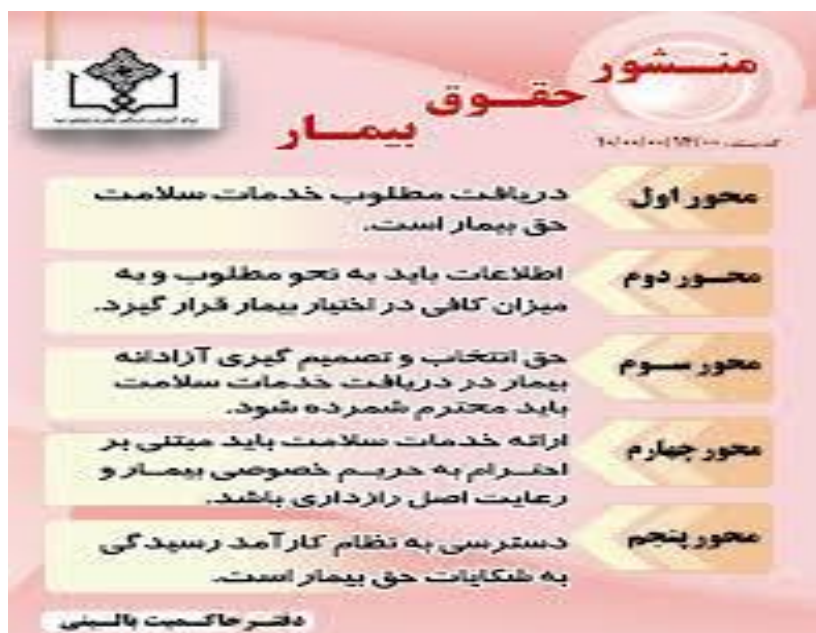 منشور
حقوق
بیمار
محور اول
دریافت مطلوب خدمات سلامت
حق بیمار است.
محور دوم
اطلاعات باید به نحو مطلوب و به
میزان کافی در اختیار بیمار قرار گیرد.
محور سوم
حق انتخاب و تصمیم گیری آزادانه
بیمار در دریافت خدمات سلامت
باید محترم شمرده شود.
محور چهارم
ارائه خدمات سلامت باید مبتنی بر
احترام به حریم خصوصی بیمار و
رعایت اصل رازداری باشد.
محور پنجم
دسترسی به نظام کارآمد رسیدگی
به شکایات حق بیمار است.
دفتر حاکمیت بالینی